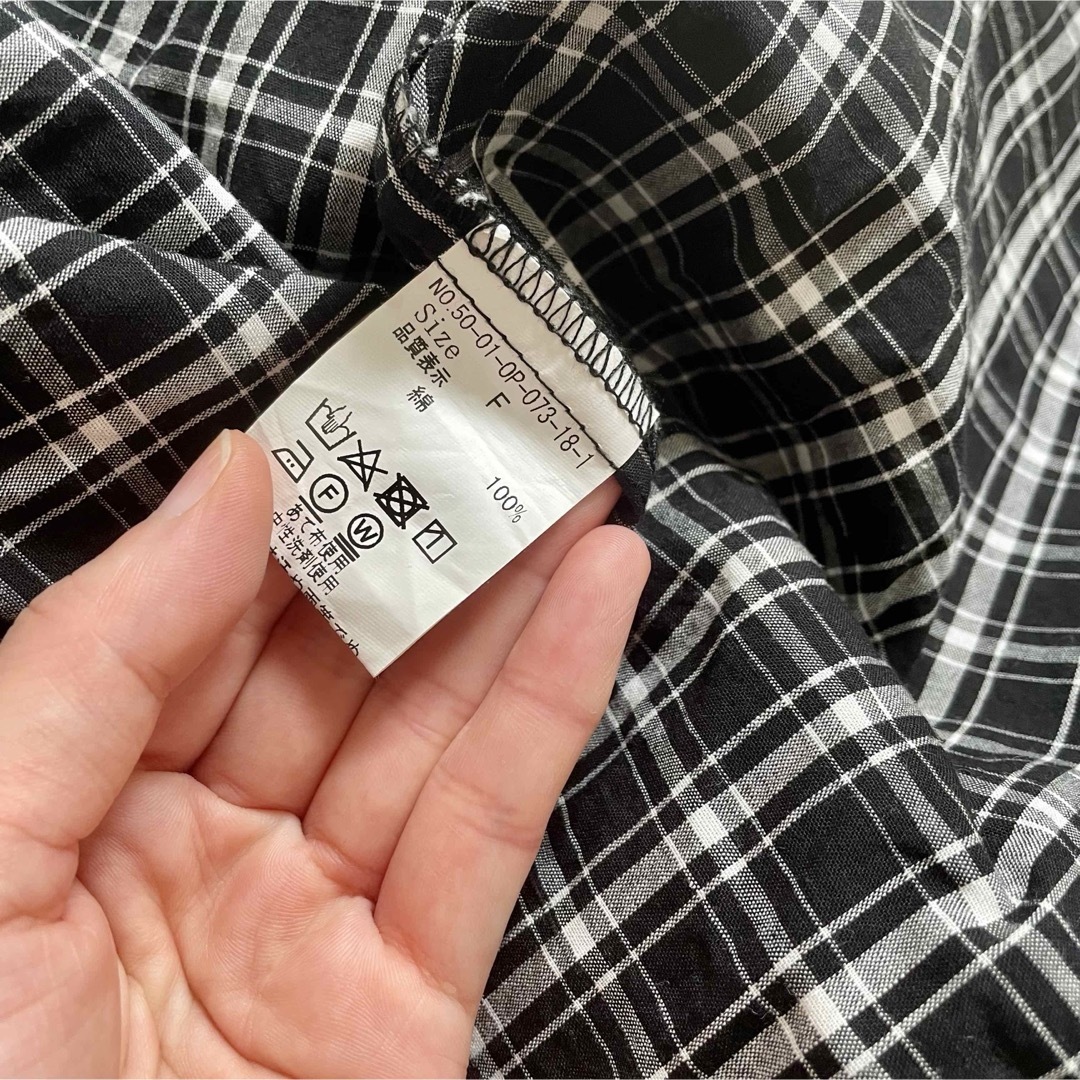 NO.50-01-OP-073-18-1
Size F
品質表示
綿 100%
F W
あて布使用
中性洗剤使用